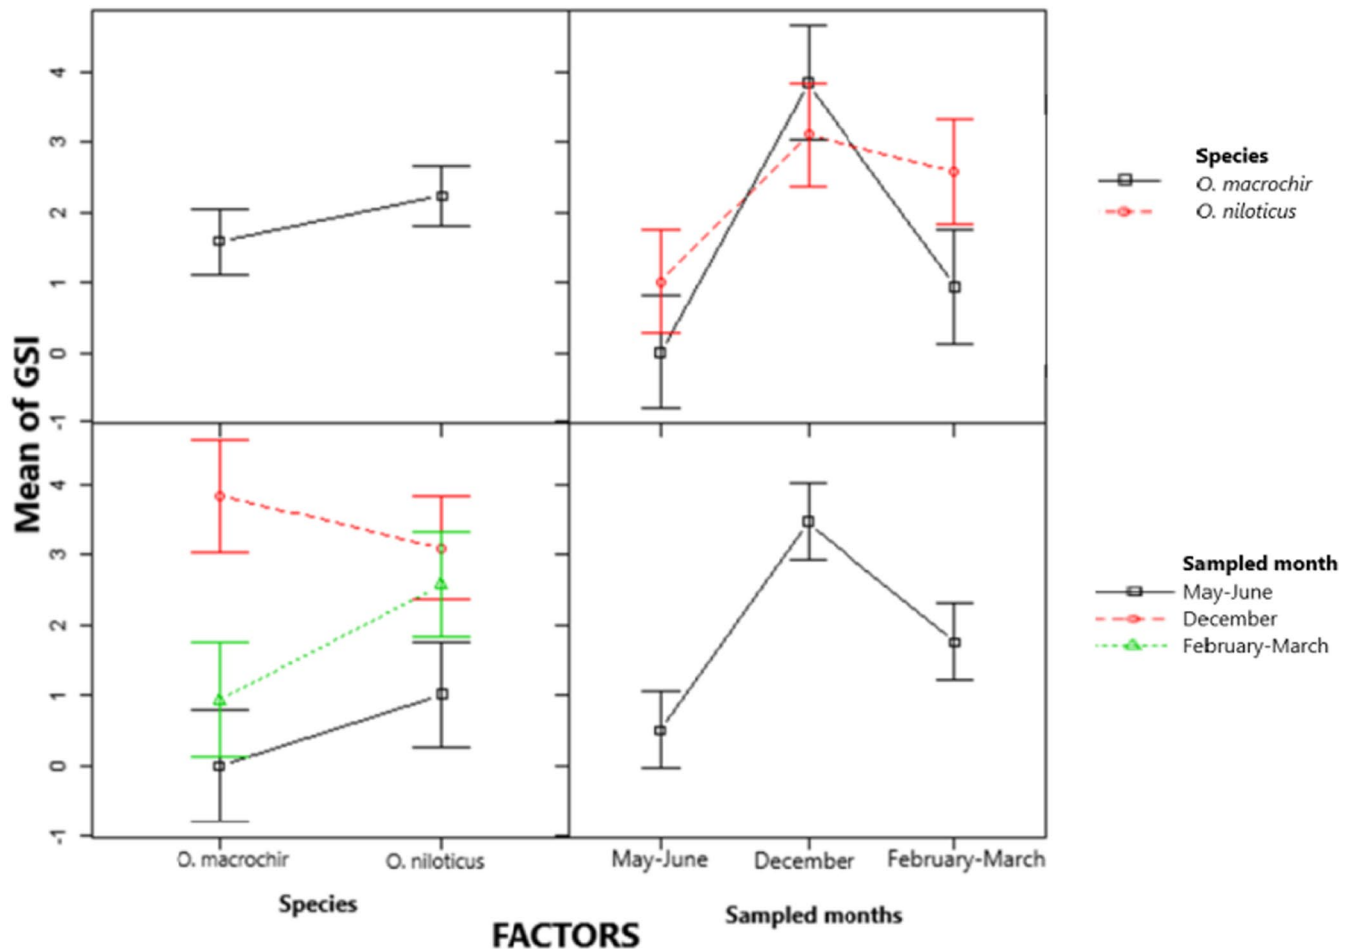 Mean of GSI
4
3
2
1
0
-1
4
3
2
1
0
-1
O. macrochir
O. niloticus
May-June
December
February-March
Species
Sampled months
FACTORS
Species
O. macrochir
O. niloticus
Sampled month
May-June
December
February-March